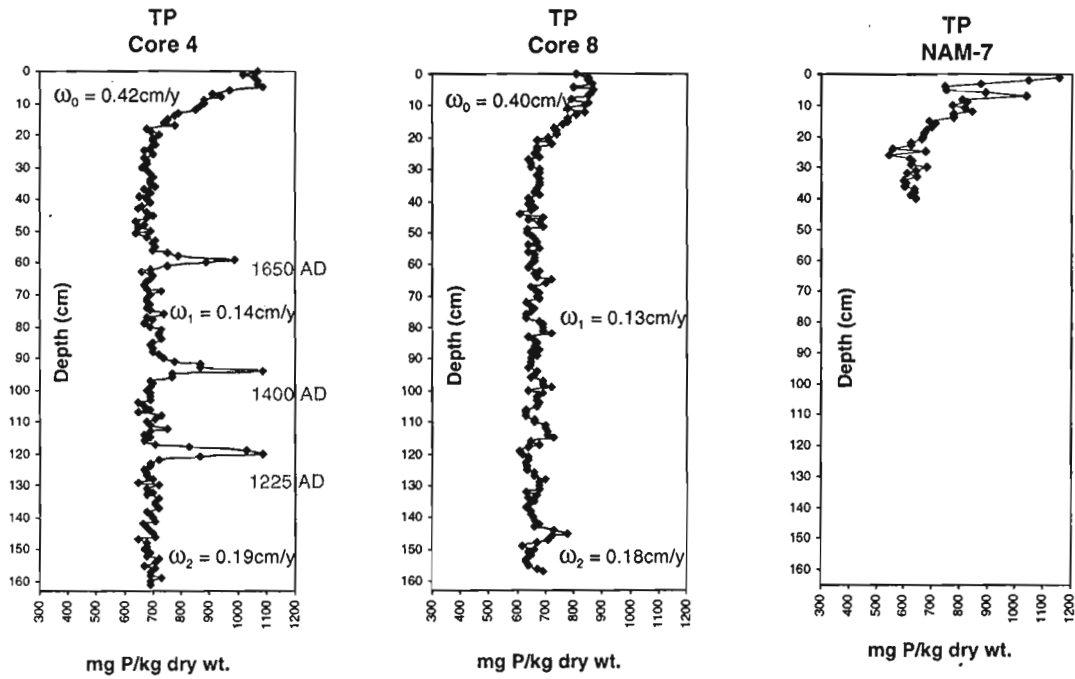 TP
Core 4
0
10
20
30
40
50
60
70
80
90
100
110
120
130
140
150
160
Depth (cm)
ω0 = 0.42cm/y
1650 AD
ω1 = 0.14cm/y
1400 AD
1225 AD
ω2 = 0.19cm/y
300 400 500 600 700 800 900 1000 1100 1200
mg P/kg dry wt.
TP
Core 8
0
10
20
30
40
50
60
70
80
90
100
110
120
130
140
150
160
Depth (cm)
ω0 = 0.40cm/y
ω1 = 0.13cm/y
ω2 = 0.18cm/y
300 400 500 600 700 800 900 1000 1100 1200
mg P/kg dry wt.
TP
NAM-7
0
10
20
30
40
50
60
70
80
90
100
110
120
130
140
150
160
Depth (cm)
300 400 500 600 700 800 900 1000 1100 1200
mg P/kg dry wt.